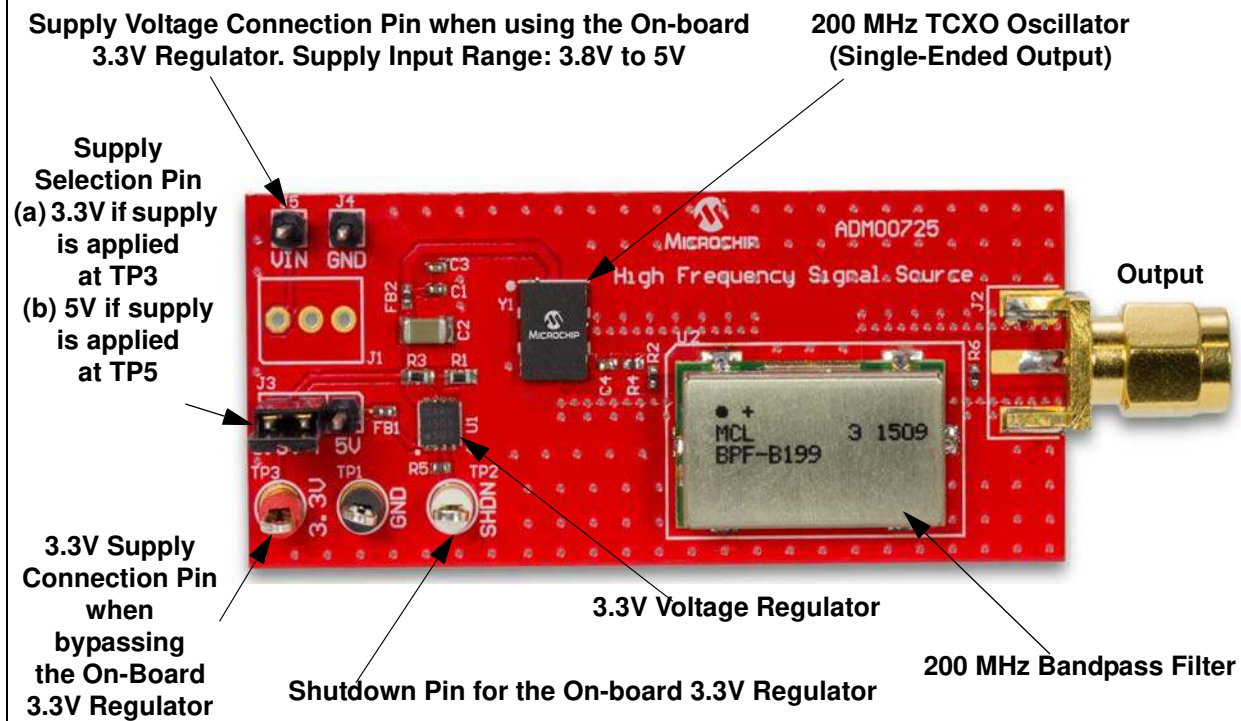 Supply Voltage Connection Pin when using the On-board
3.3V Regulator. Supply Input Range: 3.8V to 5V
200 MHz TCXO Oscillator
(Single-Ended Output)
Supply
Selection Pin
(a) 3.3V if supply
is applied
at TP3
(b) 5V if supply
is applied
at TP5
J4
VIN GND
C3
C1
FB2
C2
J1
R3 R1
J3
5V
FB1
U1
R5
TP3
3.3V
TP1
GND
TP2
SHDN
Y1
MICROCHIP
MICROCHIP
ADM00725
High Frequency Signal Source
C4
R4
R2
MCL 3 1509
BPF-B199
R6
J2
Output
3.3V Supply
Connection Pin
when
bypassing
the On-Board
3.3V Regulator
3.3V Voltage Regulator
Shutdown Pin for the On-board 3.3V Regulator
200 MHz Bandpass Filter